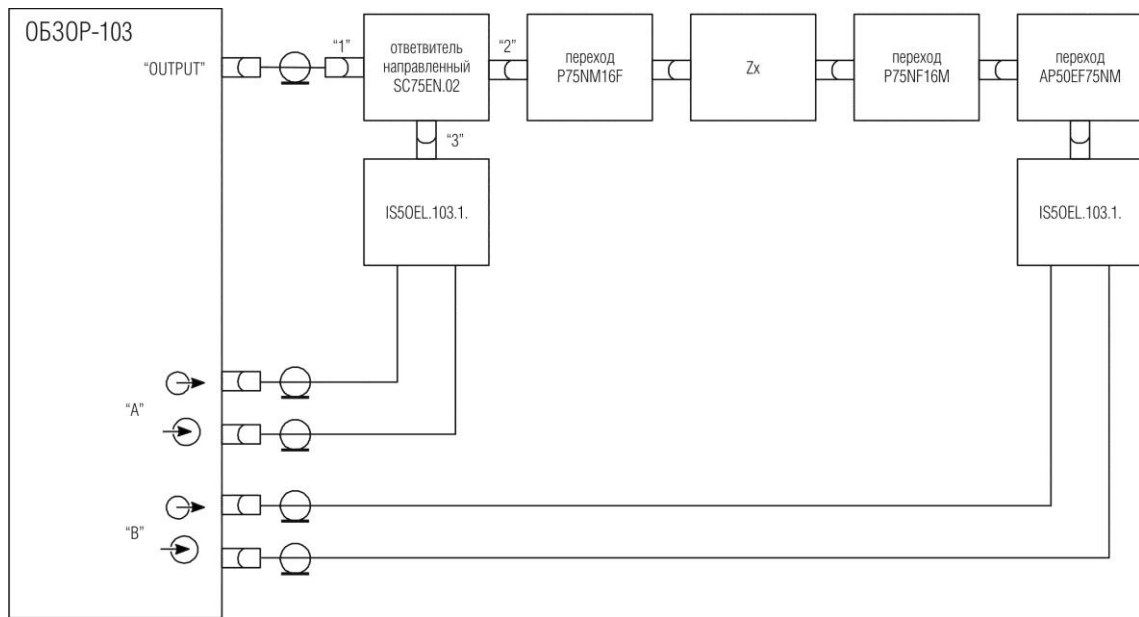 ОБЗОР-103
“OUTPUT”
“1”
ответвитель
направленный
SC75EN.02
“2”
переход
P75NM16F
Zx
переход
P75NF16M
переход
AP50EF75NM
“3”
IS50EL.103.1.
IS50EL.103.1.
“A”
“B”